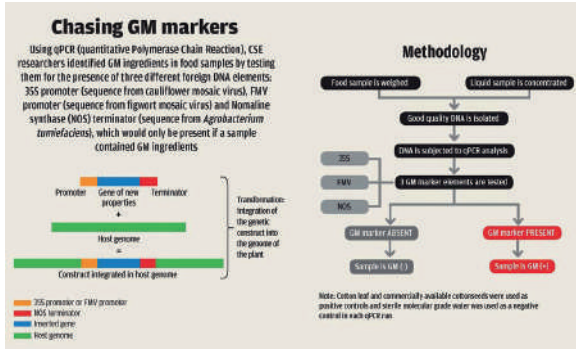 Chasing GM markers
Using qPCR (quantitative Polymerase Chain Reaction), CSE
researchers identified GM ingredients in food samples by testing
them for the presence of three different foreign DNA elements:
35S promoter (sequence from cauliflower mosaic virus), FMV
promoter (sequence from figwort mosaic virus) and Nomaline
synthase (NOS) terminator (sequence from Agrobacterium
tumiefaciens), which would only be present if a sample
contained GM ingredients
Promoter
Gene of new
properties
Terminator
+
Host genome
=
Construct integrated in host genome
Transformation:
Integration of
the genetic
construct into
the genome of
the plant
35S promoter or FMV promoter
NOS terminator
Inserted gene
Host genome
Methodology
Food sample is weighed
Liquid sample is concentrated
Good quality DNA is isolated
DNA is subjected to qPCR analysis
35S
FMV
NOS
3 GM marker elements are tested
GM marker ABSENT
GM marker PRESENT
Sample is GM (-)
Sample is GM (+)
Note: Cotton leaf and commercially available cottonseeds were used as
positive controls and sterile molecular grade water was used as a negative
control in each qPCR run